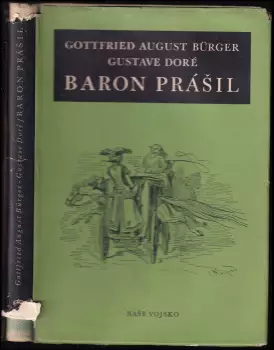 GOTTFRIED AUGUST BÜRGER
GUSTAVE DORÉ
BARON PRÁŠIL
NAŠE VOJSKO
Gottfried August Bürger - Gustave Doré / BARON PRÁŠIL